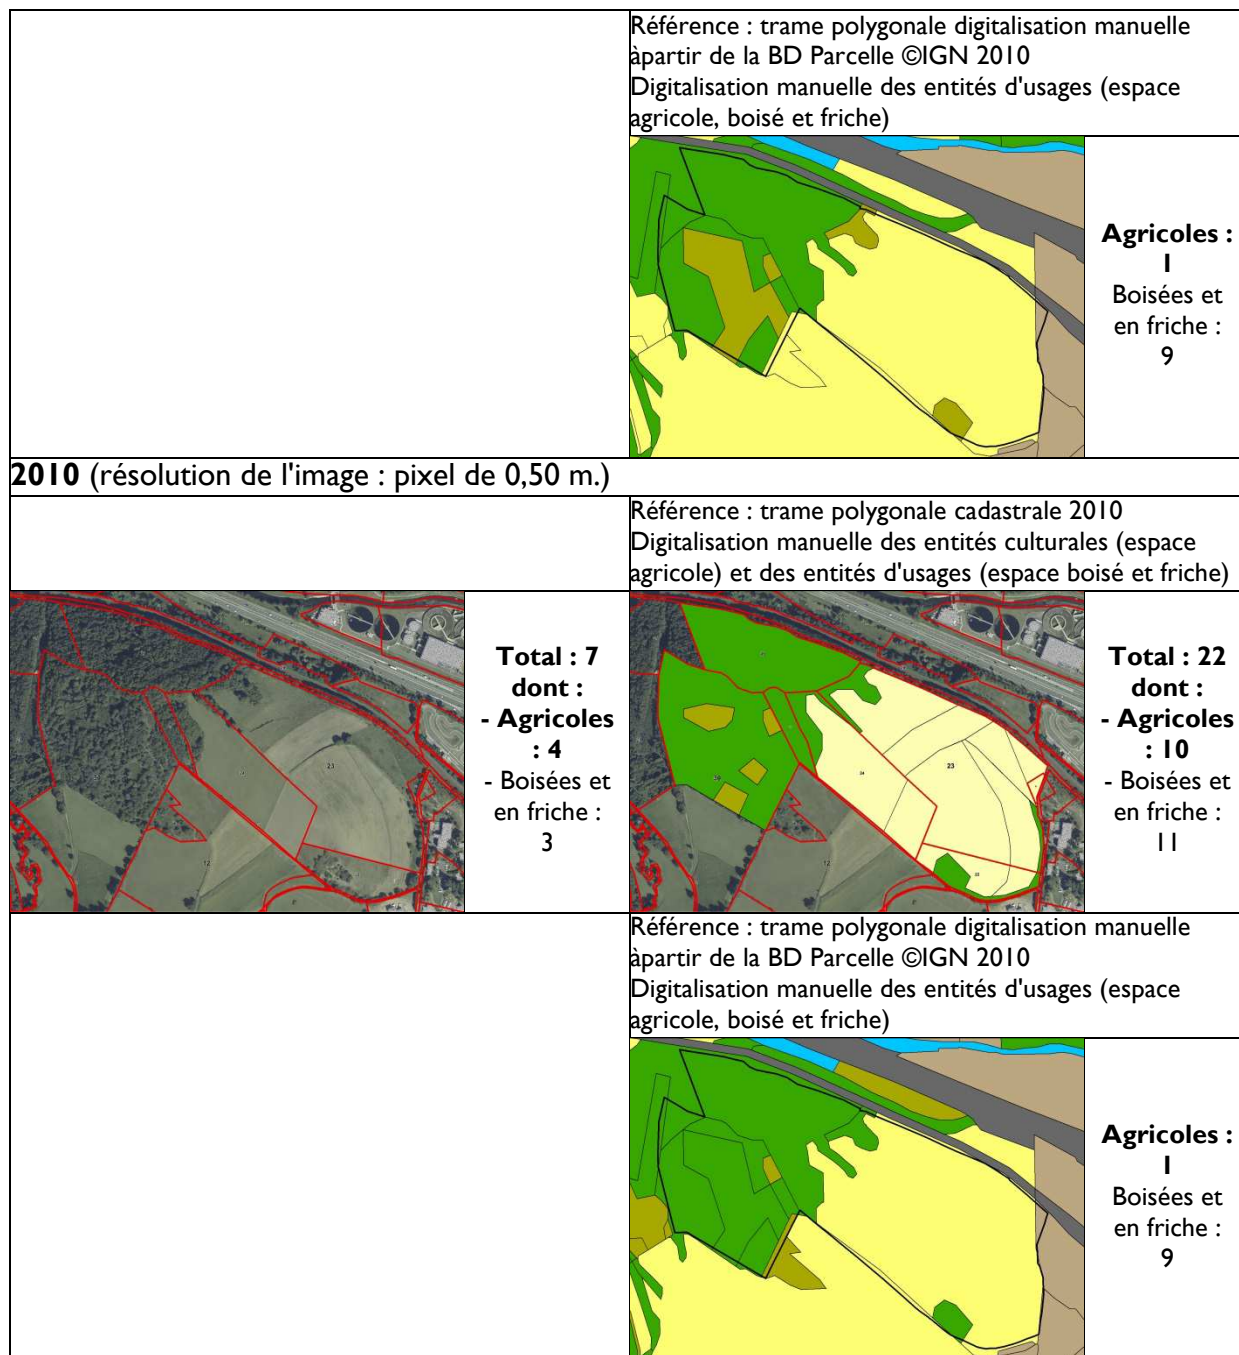 Référence : trame polygonale digitalisation manuelle
àpartir de la BD Parcelle ©IGN 2010
Digitalisation manuelle des entités d'usages (espace
agricole, boisé et friche)
Agricoles :
1
Boisées et
en friche :
9
2010 (résolution de l'image : pixel de 0,50 m.)
Référence : trame polygonale cadastrale 2010
Digitalisation manuelle des entités culturales (espace
agricole) et des entités d'usages (espace boisé et friche)
23
12
Total : 7
dont :
- Agricoles
: 4
- Boisées et
en friche :
3
23
12
Total : 22
dont :
- Agricoles
: 10
- Boisées et
en friche :
11
Référence : trame polygonale digitalisation manuelle
àpartir de la BD Parcelle ©IGN 2010
Digitalisation manuelle des entités d'usages (espace
agricole, boisé et friche)
Agricoles :
1
Boisées et
en friche :
9